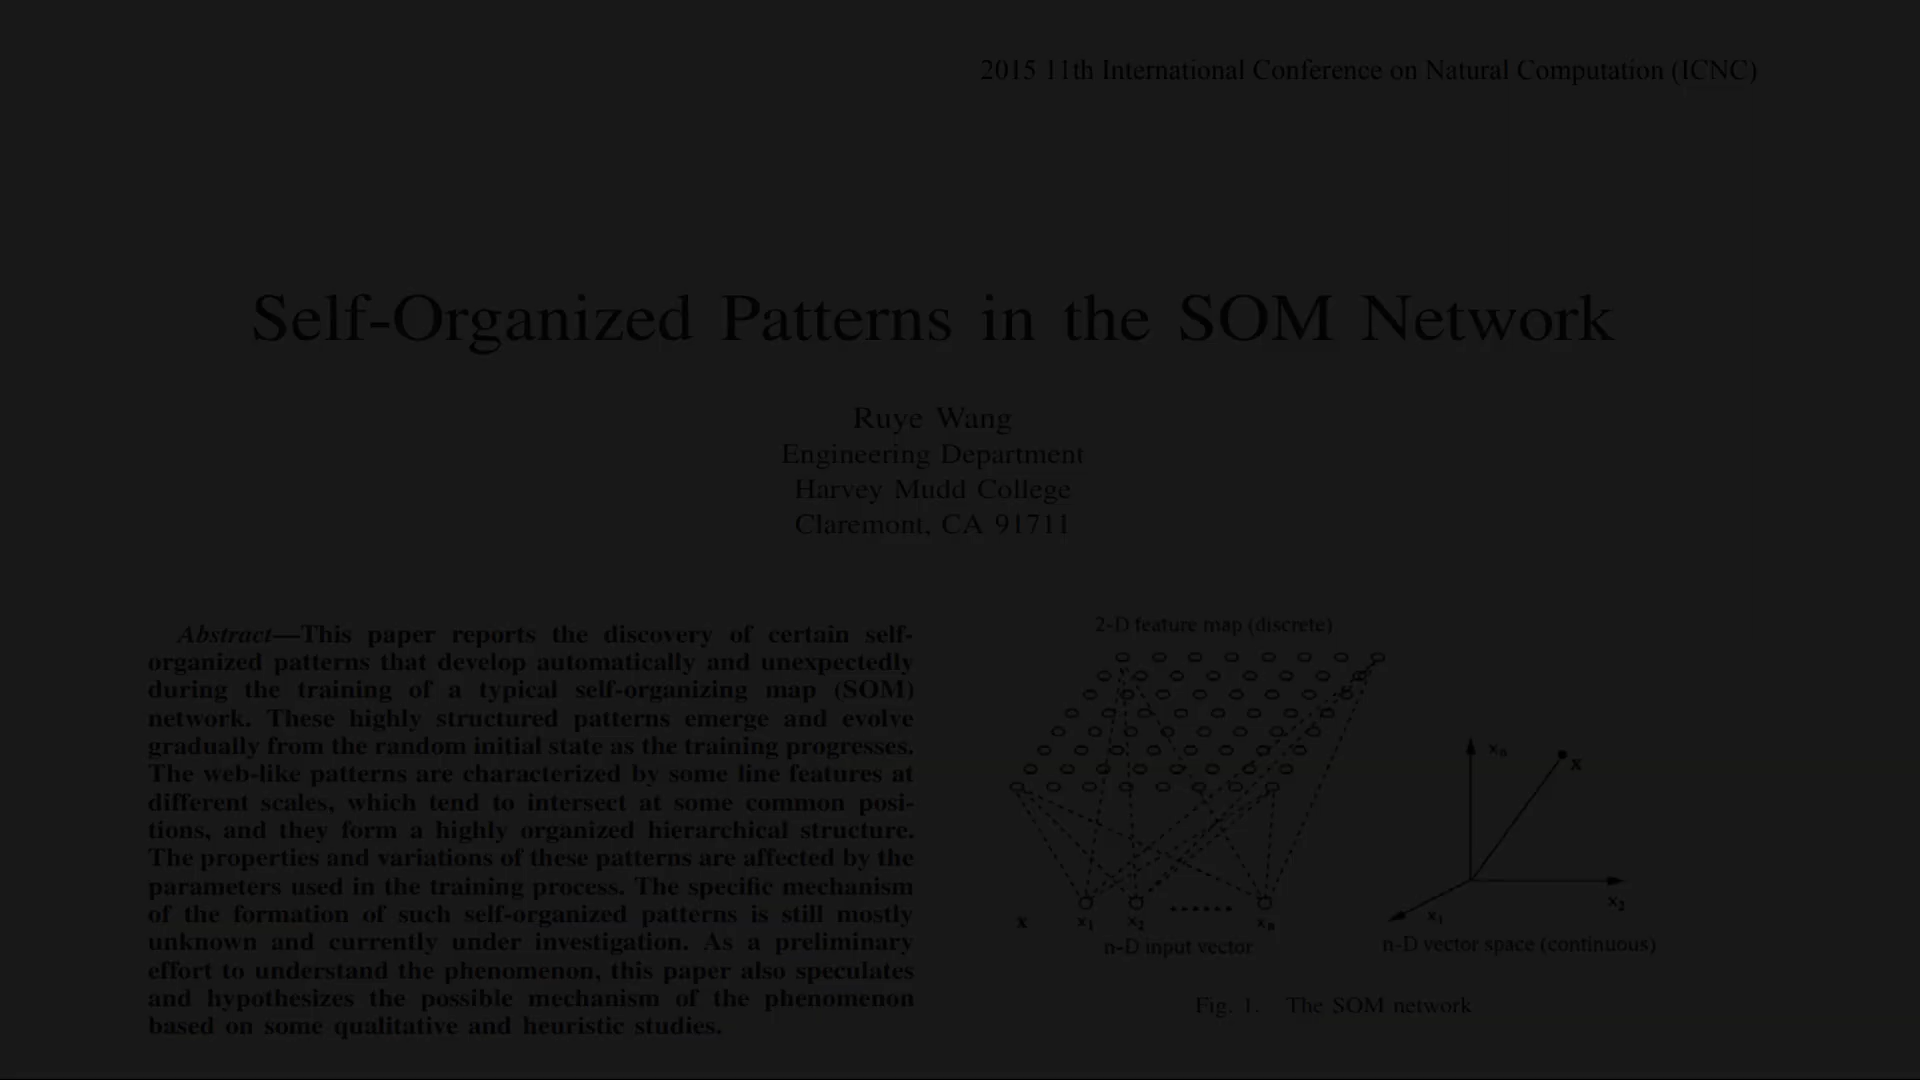 2015 11th International Conference on Natural Computation (ICNC)
Self-Organized Patterns in the SOM Network
Ruye Wang
Engineering Department
Harvey Mudd College
Claremont, CA 91711
Abstract—This paper reports the discovery of certain self-
organized patterns that develop automatically and unexpectedly
during the training of a typical self-organizing map (SOM)
network. These highly structured patterns emerge and evolve
gradually from the random initial state as the training progresses.
The web-like patterns are characterized by some line features at
different scales, which tend to intersect at some common posi-
tions, and they form a highly organized hierarchical structure.
The properties and variations of these patterns are affected by the
parameters used in the training process. The specific mechanism
of the formation of such self-organized patterns is still mostly
unknown and currently under investigation. As a preliminary
effort to understand the phenomenon, this paper also speculates
and hypothesizes the possible mechanism of the phenomenon
based on some qualitative and heuristic studies.
2-D feature map (discrete)
x x1 x2 xn
n-D input vector
xn
x
x2
x1
n-D vector space (continuous)
Fig. 1. The SOM network